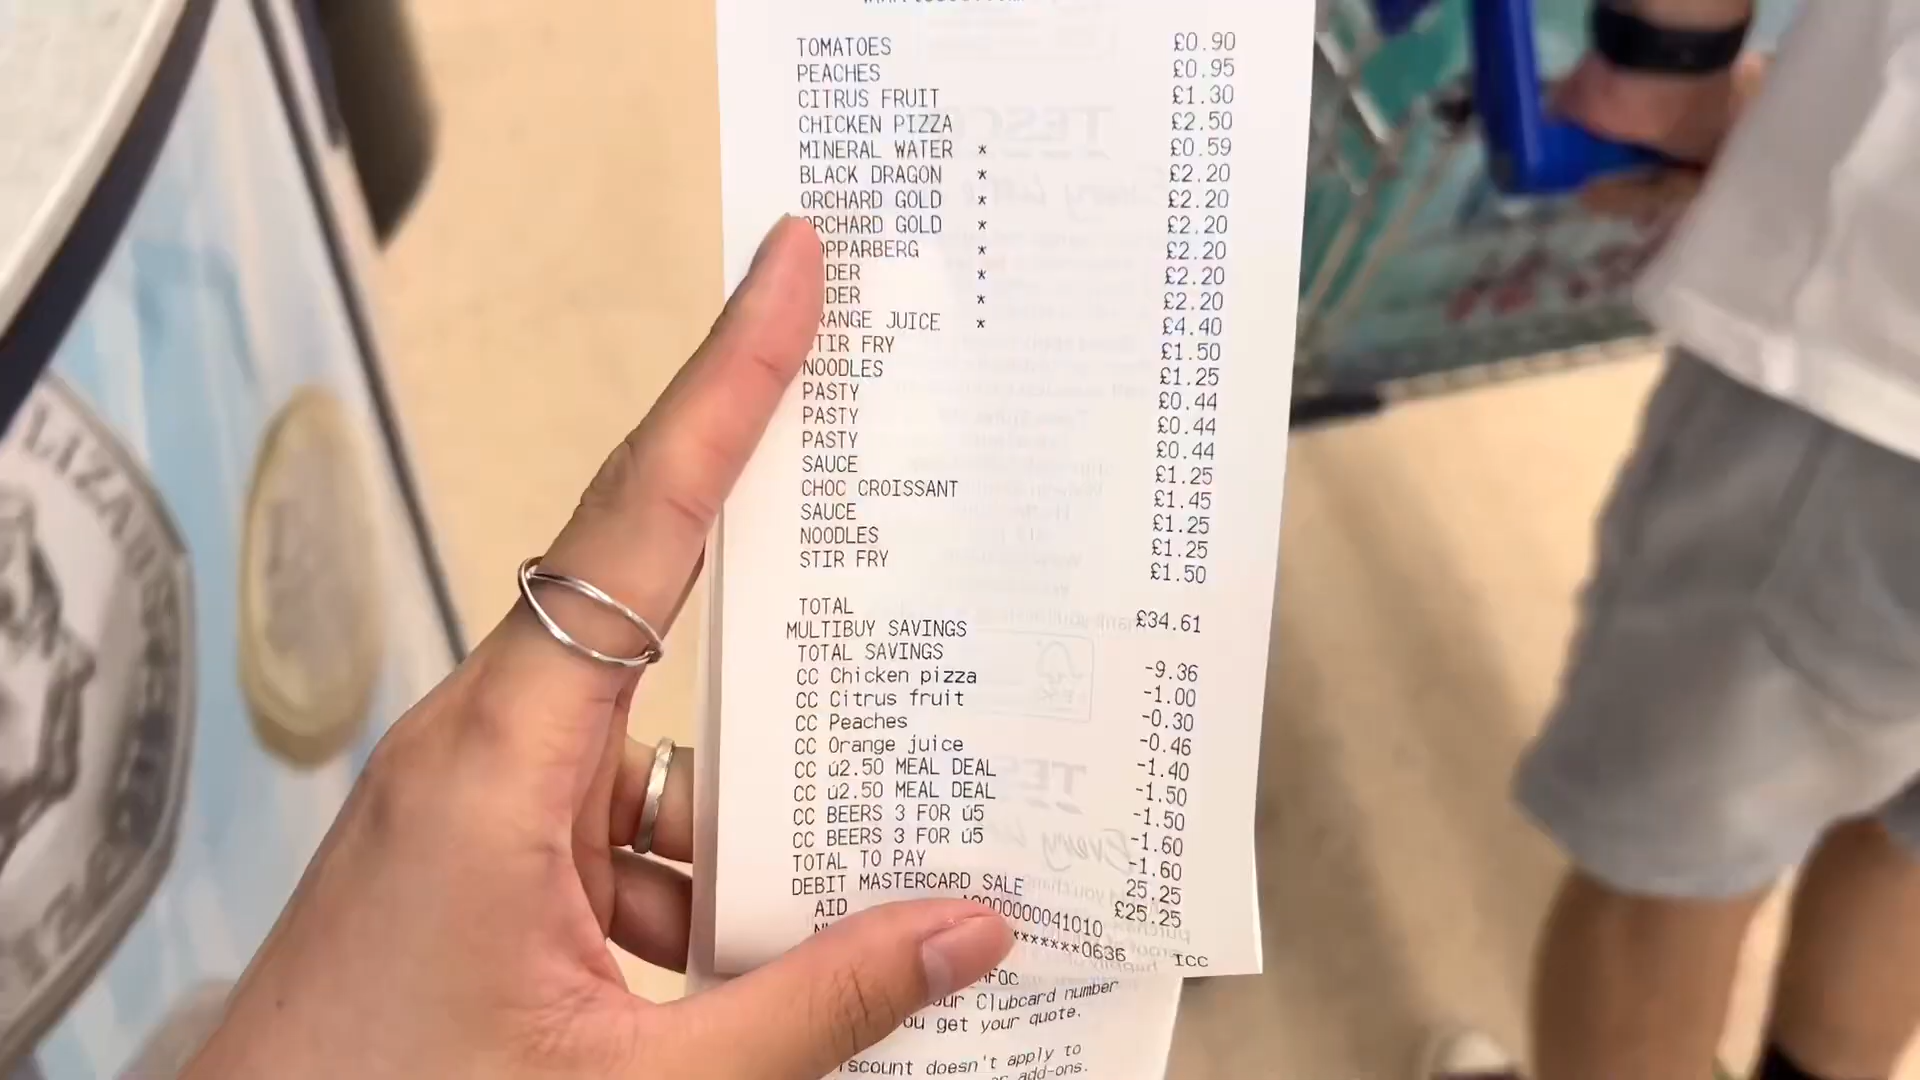 TOMATOES £0.90
PEACHES £0.95
CITRUS FRUIT £1.30
CHICKEN PIZZA £2.50
MINERAL WATER * £0.59
BLACK DRAGON * £2.20
ORCHARD GOLD * £2.20
ORCHARD GOLD * £2.20
OPPARBERG * £2.20
DER * £2.20
DER * £2.20
RANGE JUICE * £4.40
TIR FRY £1.50
NOODLES £1.25
PASTY £0.44
PASTY £0.44
PASTY £0.44
SAUCE £1.25
CHOC CROISSANT £1.45
SAUCE £1.25
NOODLES £1.25
STIR FRY £1.50
TOTAL £34.61
MULTIBUY SAVINGS
TOTAL SAVINGS -9.36
CC Chicken pizza -1.00
CC Citrus fruit -0.30
CC Peaches -0.46
CC Orange juice -1.40
CC ú2.50 MEAL DEAL -1.50
CC ú2.50 MEAL DEAL -1.50
CC BEERS 3 FOR ú5 -1.60
CC BEERS 3 FOR ú5 -1.60
TOTAL TO PAY 25.25
DEBIT MASTERCARD SALE £25.25
AID 0000000041010
*******0636 ICC
our Clubcard number
ou get your quote.
scount doesn't apply to
add-ons.
LIZABE
TESCO